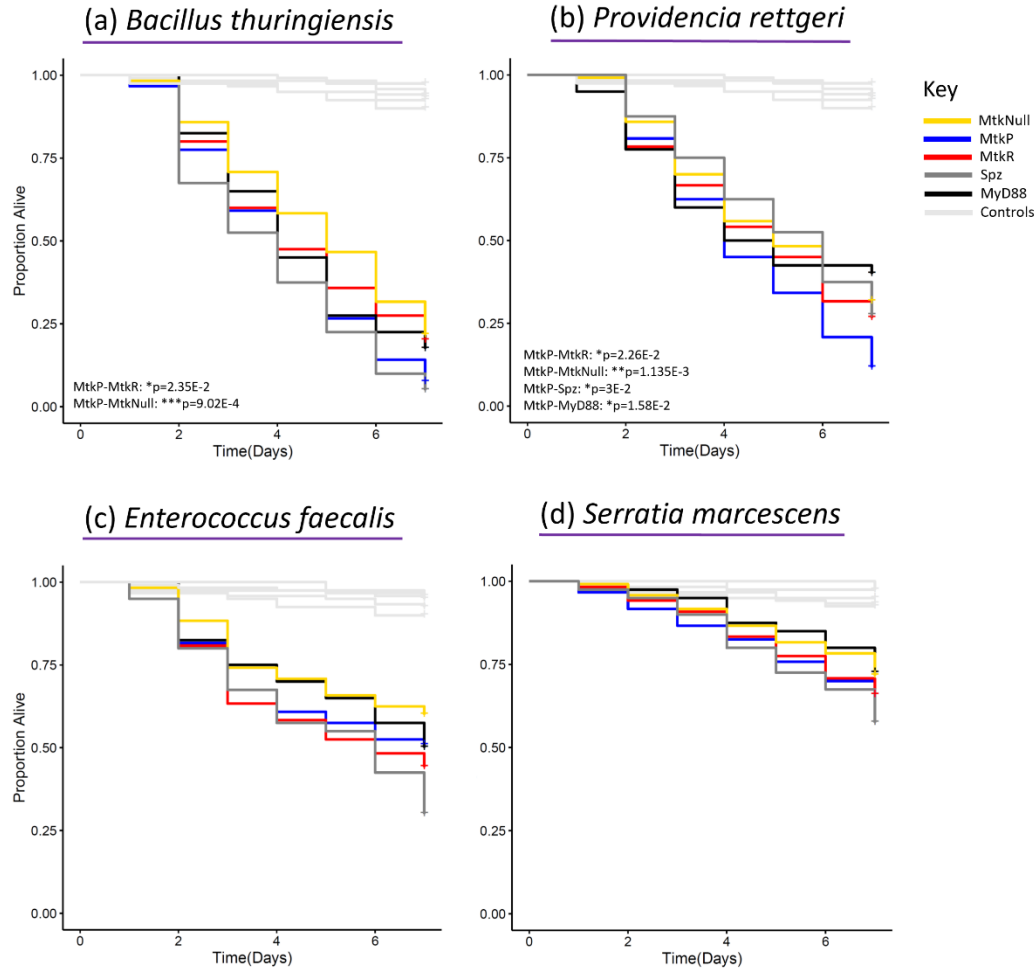 (a) Bacillus thuringiensis
(b) Providencia rettgeri
1.00
0.75
0.50
0.25
0.00
Proportion Alive
MtkP-MtkR: *p=2.35E-2
MtkP-MtkNull: ***p=9.02E-4
0
2
4
6
Time(Days)
1.00
0.75
0.50
0.25
0.00
MtkP-MtkR: *p=2.26E-2
MtkP-MtkNull: **p=1.135E-3
MtkP-Spz: *p=3E-2
MtkP-MyD88: *p=1.58E-2
0
2
4
6
Time(Days)
Key
MtkNull
MtkP
MtkR
Spz
MyD88
Controls
(c) Enterococcus faecalis
(d) Serratia marcescens
1.00
0.75
0.50
0.25
0.00
Proportion Alive
0
2
4
6
Time(Days)
1.00
0.75
0.50
0.25
0.00
0
2
4
6
Time(Days)